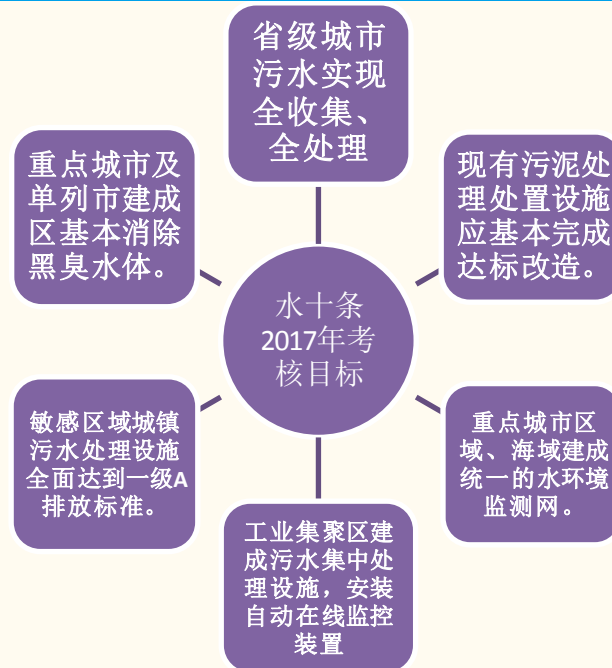 省级城市
污水实现
全收集、
全处理
现有污泥处
理处置设施
应基本完成
达标改造。
重点城市区
域、海域建成
统一的水环境
监测网。
工业集聚区建
成污水集中处
理设施，安装
自动在线监控
装置
敏感区域城镇
污水处理设施
全面达到一级A
排放标准。
重点城市及
单列市建成
区基本消除
黑臭水体。
水十条
2017年考
核目标